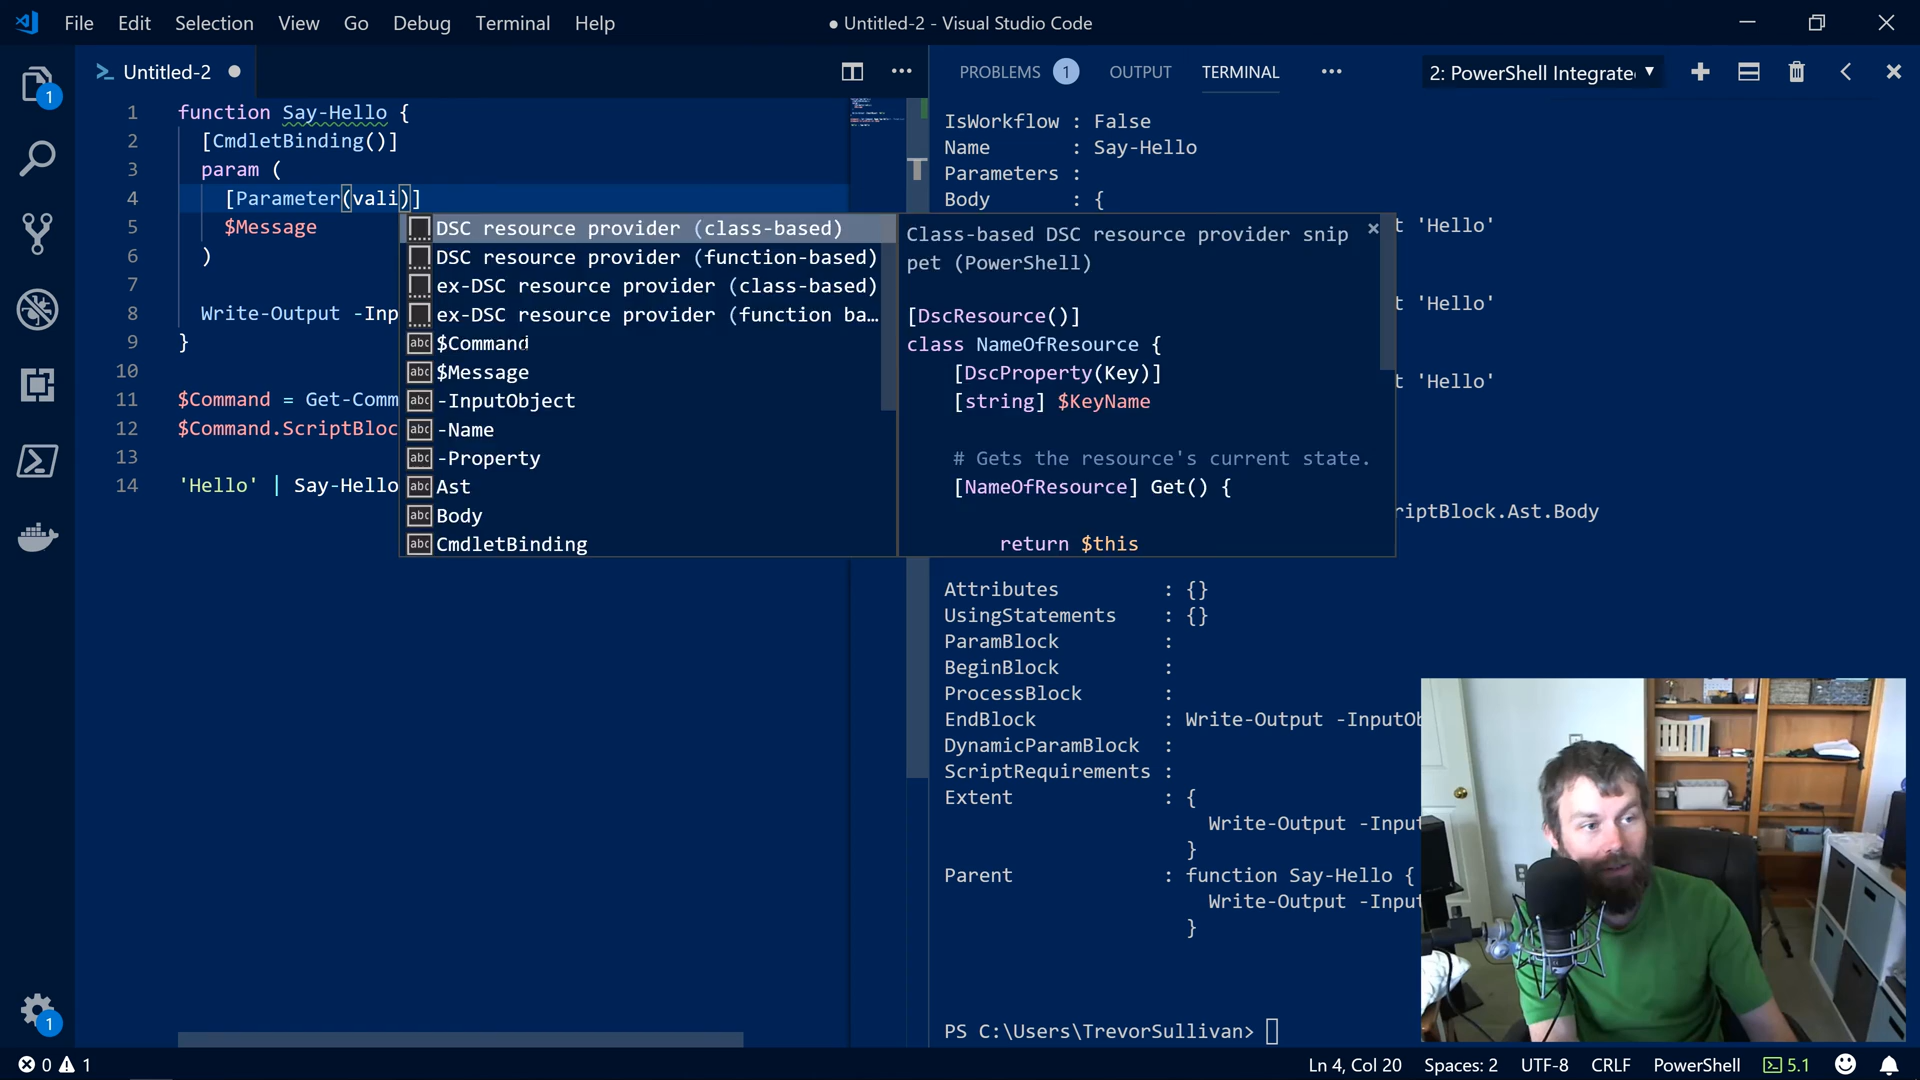 File Edit Selection View Go Debug Terminal Help
● Untitled-2 - Visual Studio Code
Untitled-2
PROBLEMS 1 OUTPUT TERMINAL
2: PowerShell Integrate
1 function Say-Hello {
2 [CmdletBinding()]
3 param (
4 [Parameter(vali)]
5 $Message
6 )
7
8 Write-Output -Inp
9 }
10
11 $Command = Get-Comm
12 $Command.ScriptBloc
13
14 'Hello' | Say-Hello
DSC resource provider (class-based)
DSC resource provider (function-based)
ex-DSC resource provider (class-based)
ex-DSC resource provider (function ba…
$Command
$Message
-InputObject
-Name
-Property
Ast
Body
CmdletBinding
Class-based DSC resource provider snip
pet (PowerShell)
[DscResource()]
class NameOfResource {
[DscProperty(Key)]
[string] $KeyName
# Gets the resource's current state.
[NameOfResource] Get() {
return $this
IsWorkflow : False
Name : Say-Hello
Parameters :
Body : {
t 'Hello'
t 'Hello'
t 'Hello'
riptBlock.Ast.Body
Attributes : {}
UsingStatements : {}
ParamBlock :
BeginBlock :
ProcessBlock :
EndBlock : Write-Output -InputOb
DynamicParamBlock :
ScriptRequirements :
Extent : {
Write-Output -Input
}
Parent : function Say-Hello {
Write-Output -Input
}
PS C:\Users\TrevorSullivan>
1
1
0 1
Ln 4, Col 20 Spaces: 2 UTF-8 CRLF PowerShell 5.1